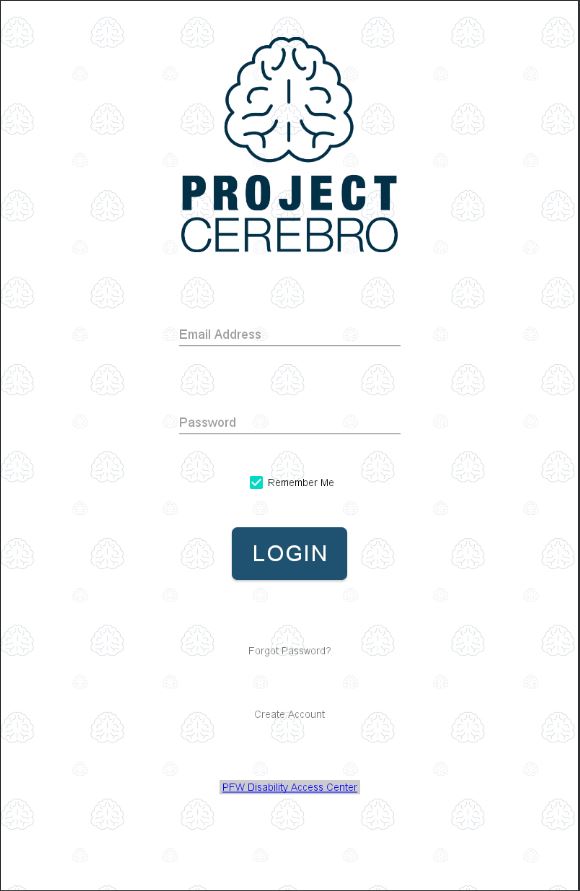 PROJECT
CEREBRO
Email Address
Password
Remember Me
LOGIN
Forgot Password?
Create Account
PFW Disability Access Center